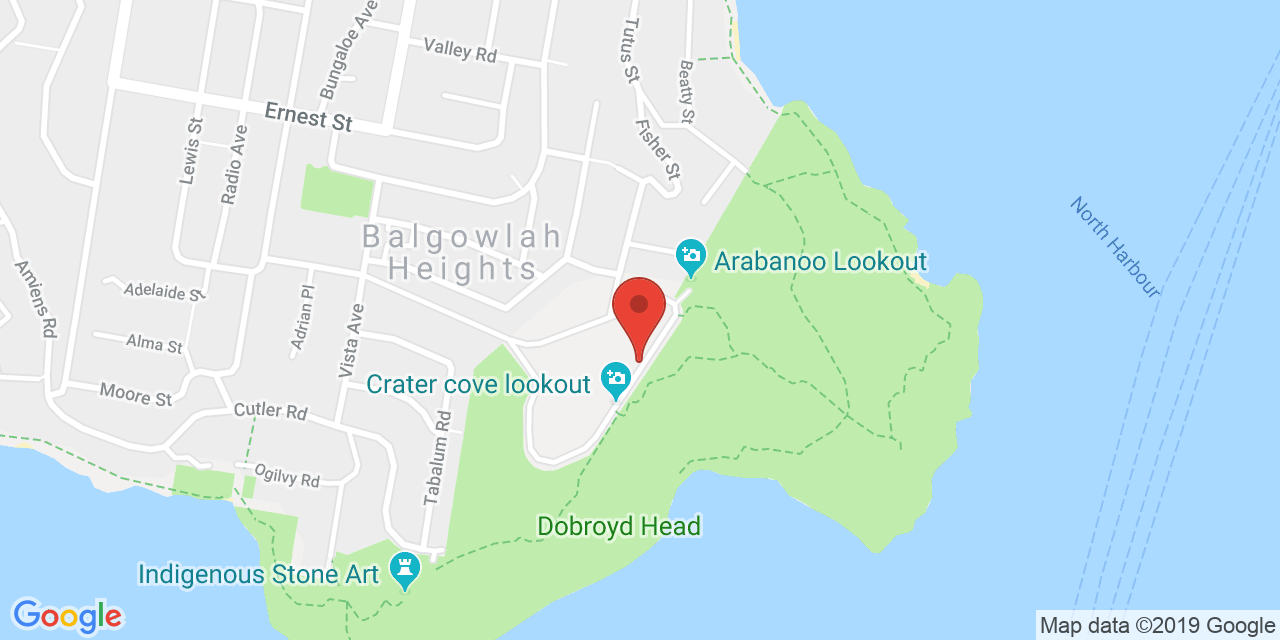 Bungaloe Ave
Valley Rd
Tutus St
Beatty St
Ernest St
Lewis St
Radio Ave
Fisher St
North Harbour
Balgowlah
Heights
Arabanoo Lookout
Amiens Rd
Adelaide St
Adrian Pl
Vista Ave
Alma St
Crater cove lookout
Moore St
Cutler Rd
Tabalum Rd
Ogilvy Rd
Dobroyd Head
Indigenous Stone Art
Google
Map data ©2019 Google